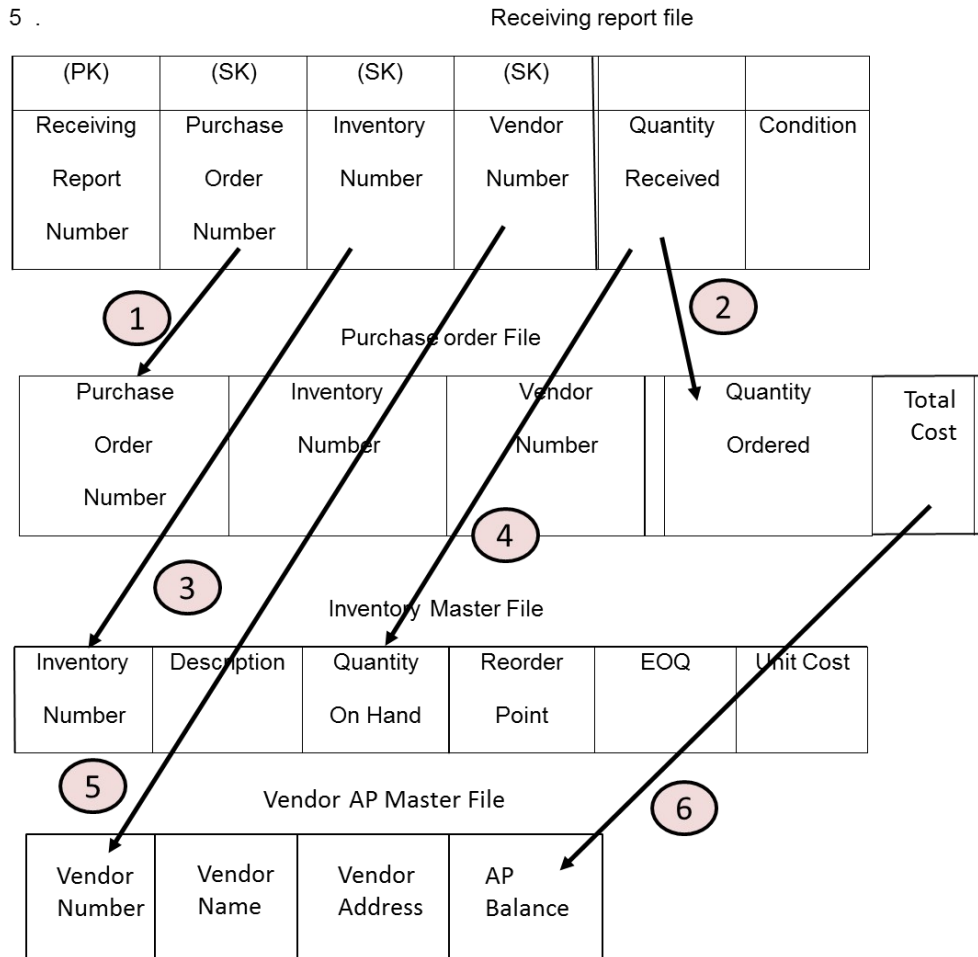 5 .
Receiving report file
(PK) (SK) (SK) (SK)
Receiving Purchase Inventory Vendor Quantity Condition
Report Order Number Number Received
Number Number
1
2
Purchase order File
Purchase Inventory Vendor Quantity Total
Order Number Number Ordered Cost
Number
4
3
Inventory Master File
Inventory Description Quantity Reorder EOQ Unit Cost
Number On Hand Point
5
Vendor AP Master File
6
Vendor Vendor Vendor AP
Number Name Address Balance